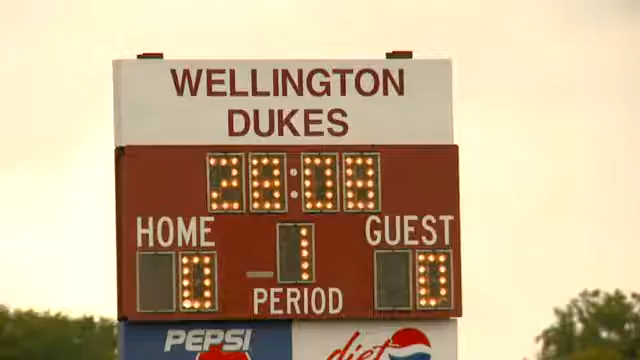 WELLINGTON
DUKES
28:08
HOME 1 GUEST
0 0
PERIOD
PEPSI diet